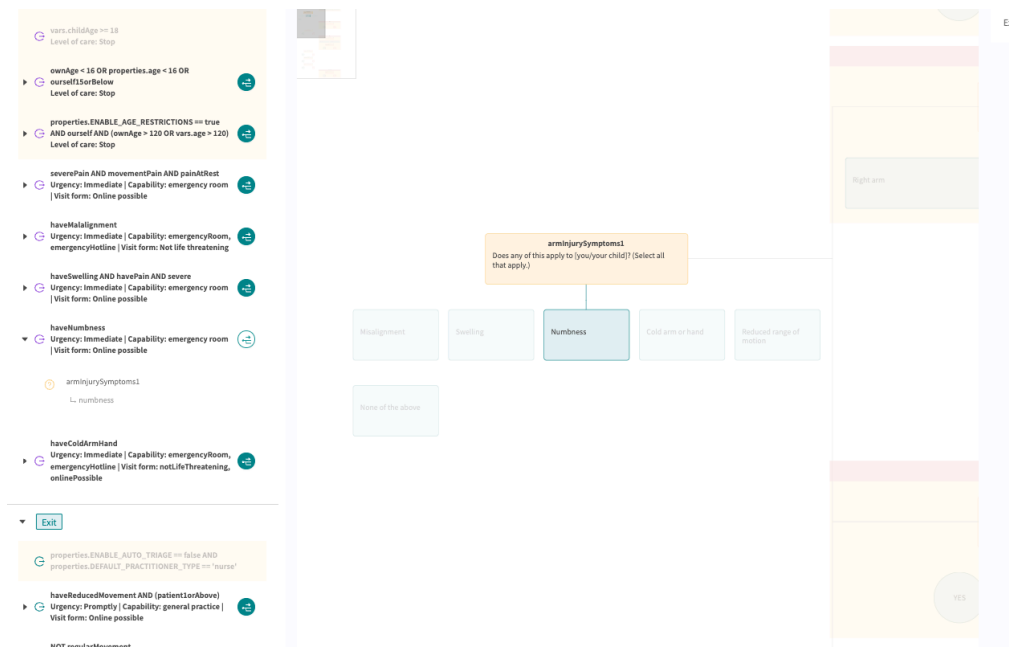 vars.childAge >= 18
Level of care: Stop
ownAge < 16 OR properties.age < 16 OR
ourself15orBelow
Level of care: Stop
properties.ENABLE_AGE_RESTRICTIONS == true
AND ourself AND (ownAge > 120 OR vars.age > 120)
Level of care: Stop
severePain AND movementPain AND painAtRest
Urgency: Immediate | Capability: emergency room
| Visit form: Online possible
haveMalalignment
Urgency: Immediate | Capability: emergencyRoom,
emergencyHotline | Visit form: Not life threatening
haveSwelling AND havePain AND severe
Urgency: Immediate | Capability: emergency room
| Visit form: Online possible
haveNumbness
Urgency: Immediate | Capability: emergency room
| Visit form: Online possible
armInjurySymptoms1
numbness
haveColdArmHand
Urgency: Immediate | Capability: emergencyRoom,
emergencyHotline | Visit form: notLifeThreatening,
onlinePossible
Exit
properties.ENABLE_AUTO_TRIAGE == false AND
properties.DEFAULT_PRACTITIONER_TYPE == 'nurse'
haveReducedMovement AND (patient1orAbove)
Urgency: Promptly | Capability: general practice |
Visit form: Online possible
NOT regularMovement
armInjurySymptoms1
Does any of this apply to [you/your child]? (Select all
that apply.)
Misalignment
Swelling
Numbness
Cold arm or hand
Reduced range of
motion
None of the above
Right arm
YES